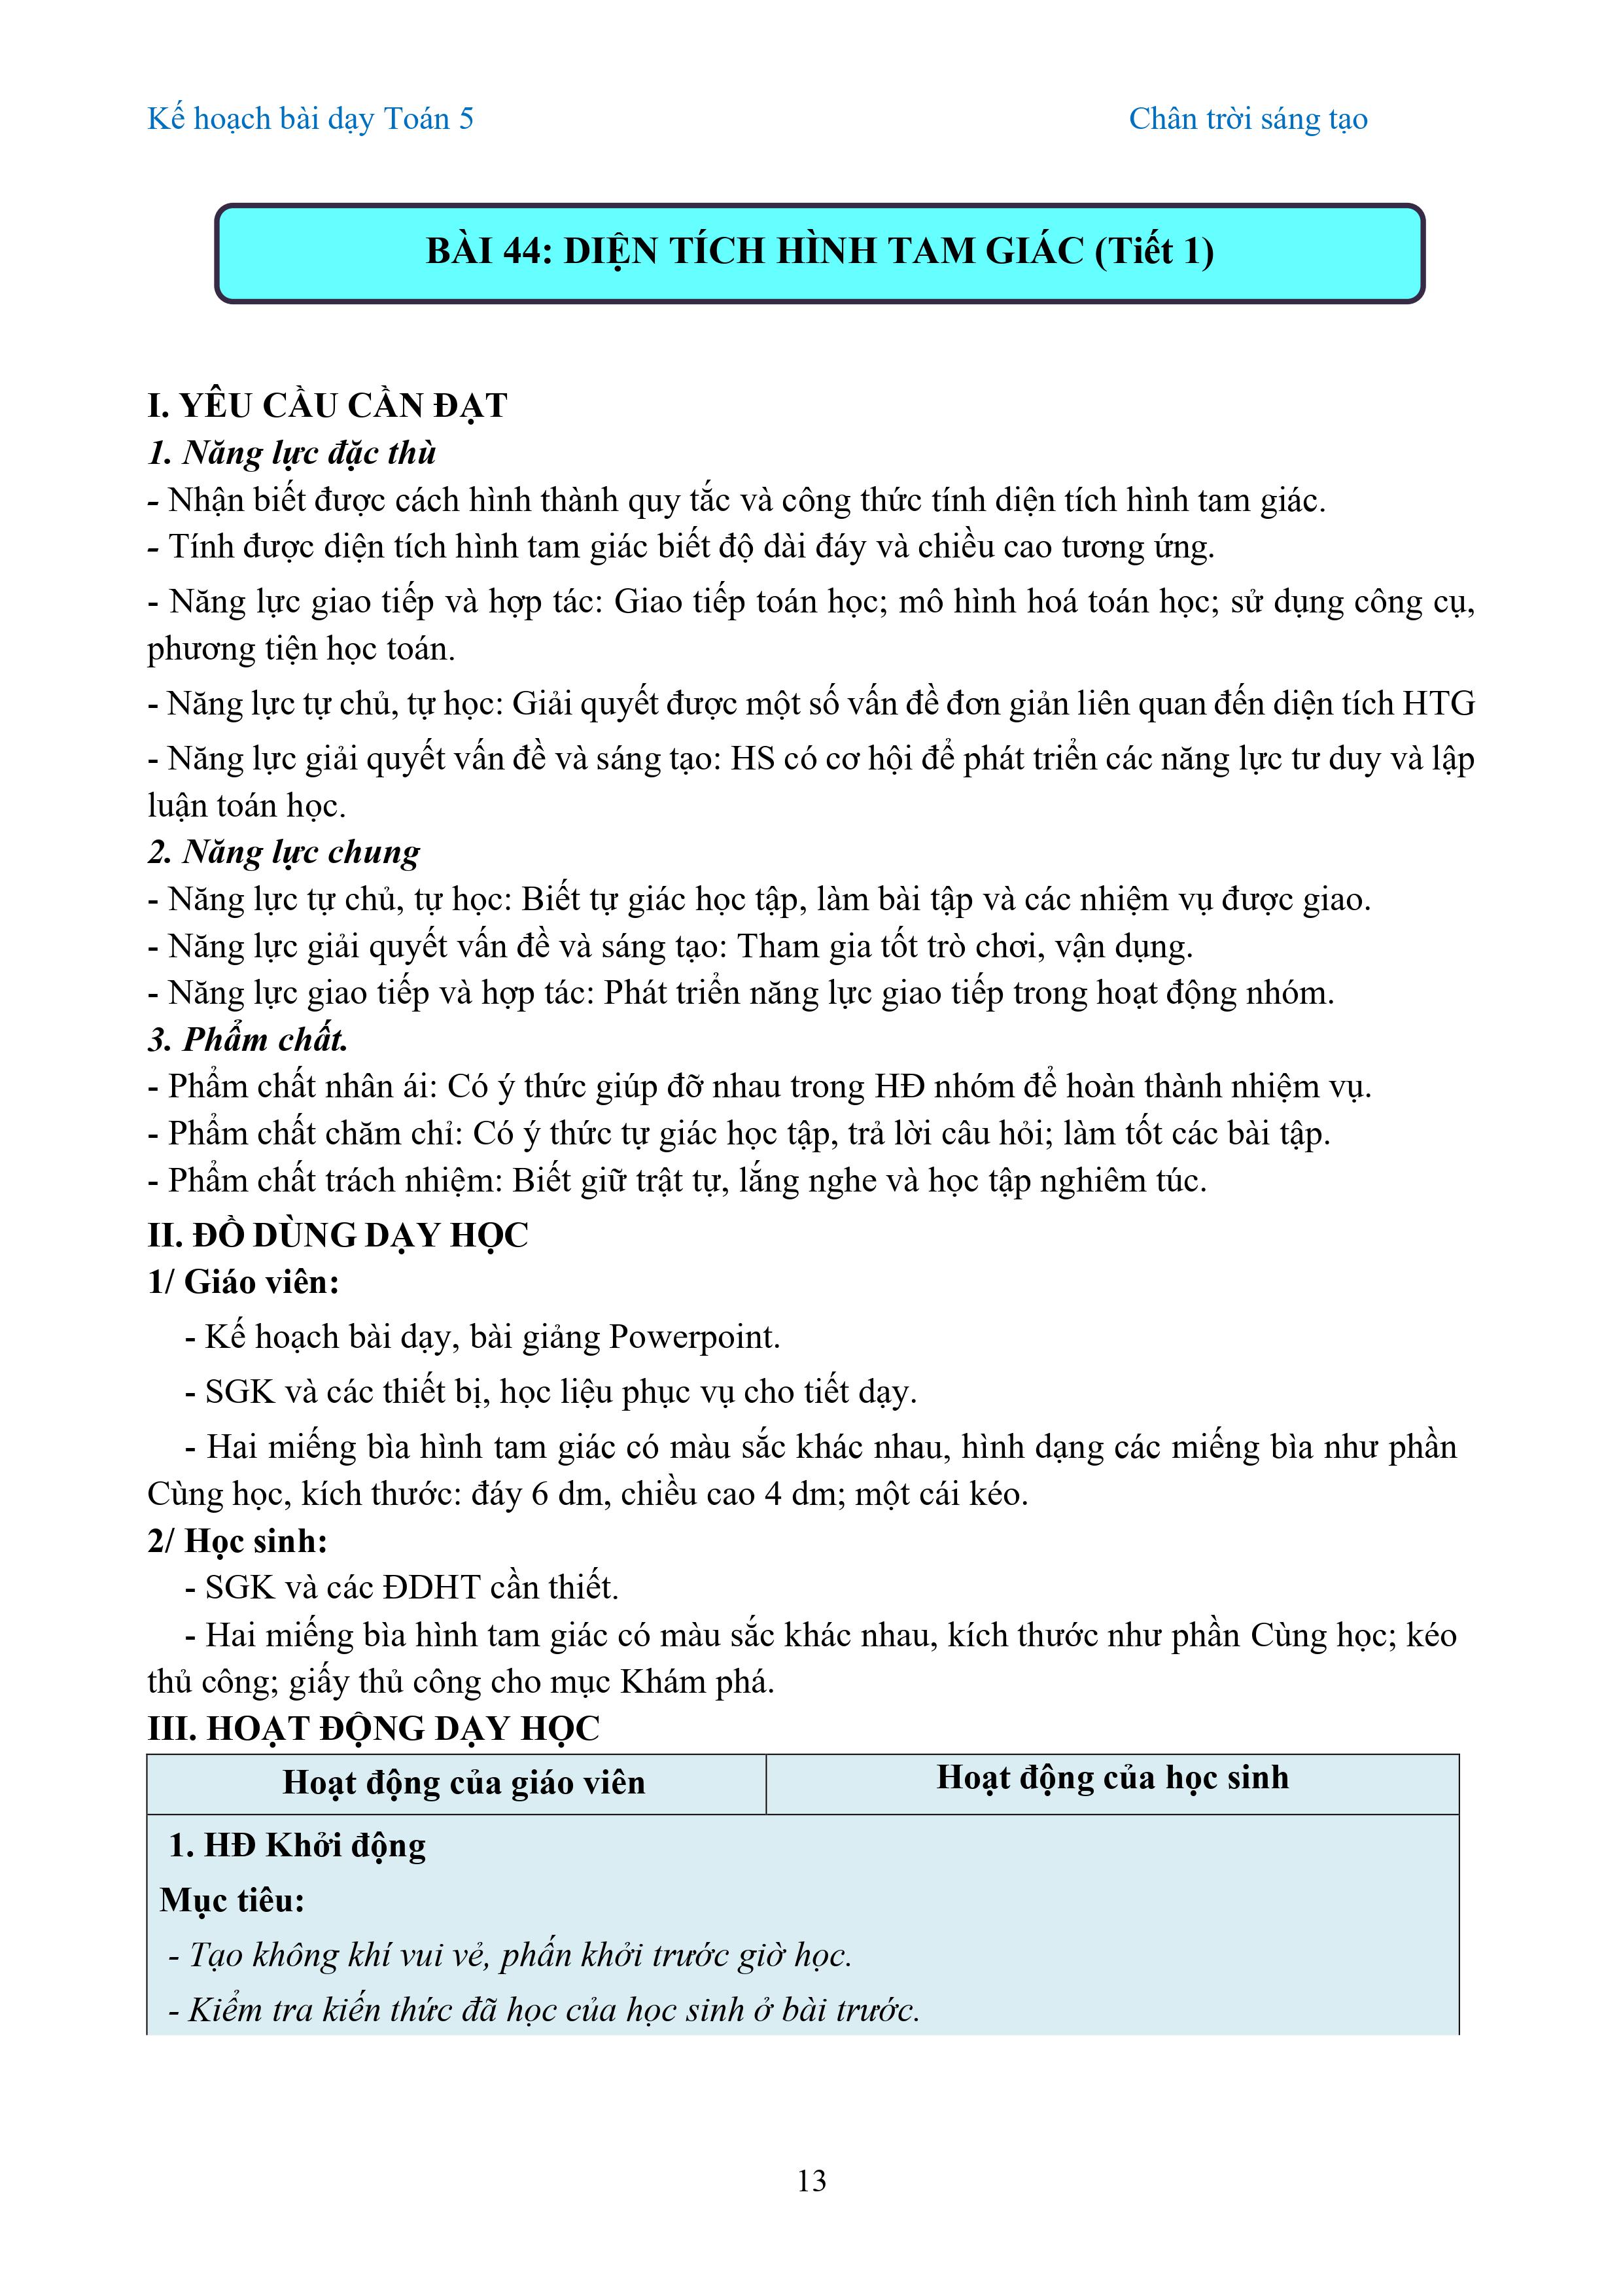 Kế hoạch bài dạy Toán 5 Chân trời sáng tạo
BÀI 44: DIỆN TÍCH HÌNH TAM GIÁC (Tiết 1)
I. YÊU CẦU CẦN ĐẠT
1. Năng lực đặc thù
- Nhận biết được cách hình thành quy tắc và công thức tính diện tích hình tam giác.
- Tính được diện tích hình tam giác biết độ dài đáy và chiều cao tương ứng.
- Năng lực giao tiếp và hợp tác: Giao tiếp toán học; mô hình hoá toán học; sử dụng công cụ,
phương tiện học toán.
- Năng lực tự chủ, tự học: Giải quyết được một số vấn đề đơn giản liên quan đến diện tích HTG
- Năng lực giải quyết vấn đề và sáng tạo: HS có cơ hội để phát triển các năng lực tư duy và lập
luận toán học.
2. Năng lực chung
- Năng lực tự chủ, tự học: Biết tự giác học tập, làm bài tập và các nhiệm vụ được giao.
- Năng lực giải quyết vấn đề và sáng tạo: Tham gia tốt trò chơi, vận dụng.
- Năng lực giao tiếp và hợp tác: Phát triển năng lực giao tiếp trong hoạt động nhóm.
3. Phẩm chất.
- Phẩm chất nhân ái: Có ý thức giúp đỡ nhau trong HĐ nhóm để hoàn thành nhiệm vụ.
- Phẩm chất chăm chỉ: Có ý thức tự giác học tập, trả lời câu hỏi; làm tốt các bài tập.
- Phẩm chất trách nhiệm: Biết giữ trật tự, lắng nghe và học tập nghiêm túc.
II. ĐỒ DÙNG DẠY HỌC
1/ Giáo viên:
- Kế hoạch bài dạy, bài giảng Powerpoint.
- SGK và các thiết bị, học liệu phục vụ cho tiết dạy.
- Hai miếng bìa hình tam giác có màu sắc khác nhau, hình dạng các miếng bìa như phần
Cùng học, kích thước: đáy 6 dm, chiều cao 4 dm; một cái kéo.
2/ Học sinh:
- SGK và các ĐDHT cần thiết.
- Hai miếng bìa hình tam giác có màu sắc khác nhau, kích thước như phần Cùng học; kéo
thủ công; giấy thủ công cho mục Khám phá.
III. HOẠT ĐỘNG DẠY HỌC
Hoạt động của giáo viên Hoạt động của học sinh
1. HĐ Khởi động
Mục tiêu:
- Tạo không khí vui vẻ, phấn khởi trước giờ học.
- Kiểm tra kiến thức đã học của học sinh ở bài trước.
13